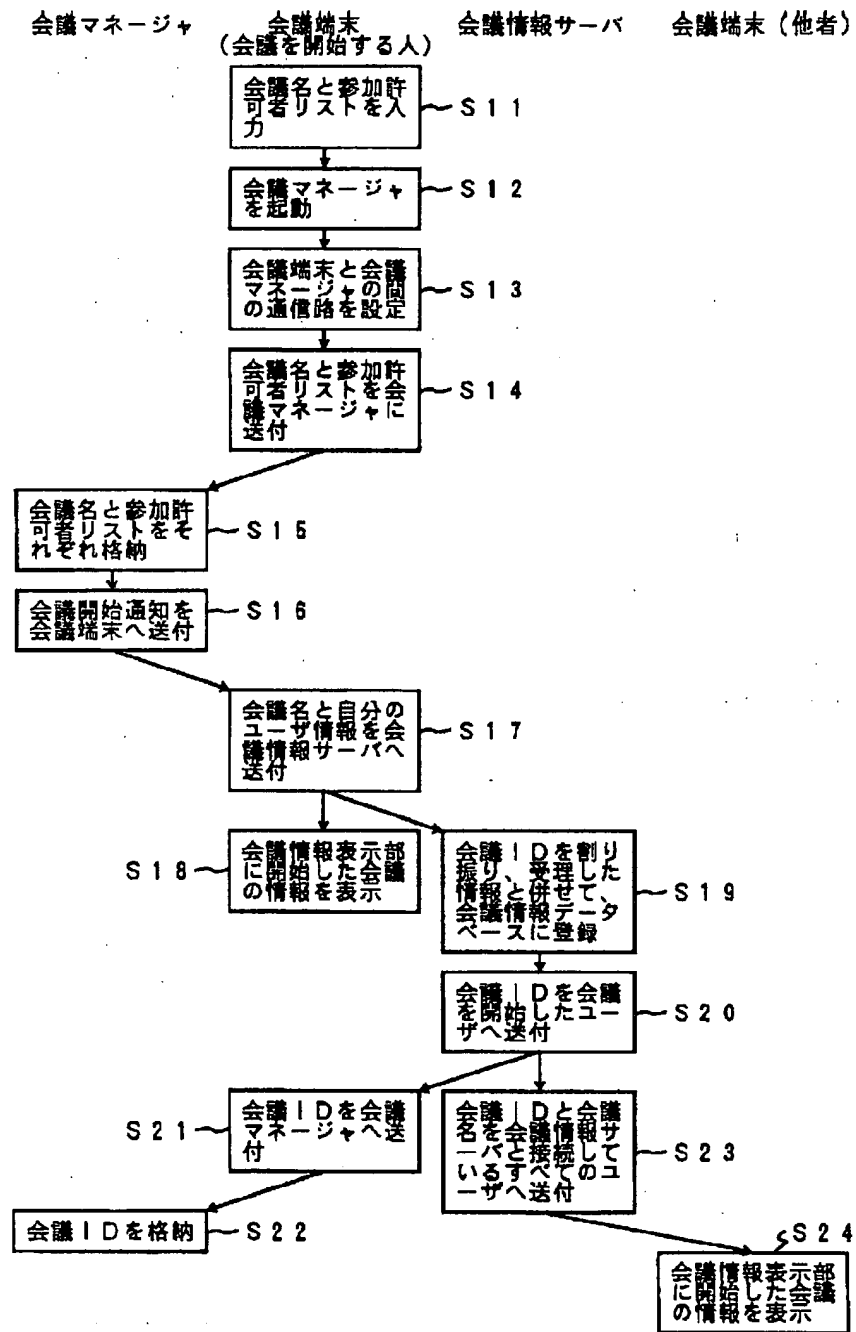 会議マネージャ
会議端末
(会議を開始する人)
会議情報サーバ
会議端末(他者)
会議名と参加許
可者リストを入
力
S11
会議マネージャ
を起動
S12
会議端末と会議
マネージャの間
の通信路を設定
S13
会議名と参加許
可者リストを会
議マネージャに
送付
S14
会議名と参加許
可者リストをそ
れぞれ格納
S15
会議開始通知を
会議端末へ送付
S16
会議名と自分の
ユーザ情報を会
議情報サーバへ
送付
S17
会議情報表示部
に開始した会議
の情報を表示
S18
会議IDを割り
振り、受理した
情報と併せて、
会議情報データ
ベースに登録
S19
会議IDを会議
を開始したユー
ザへ送付
S20
会議IDを会議
マネージャへ送
付
S21
会議IDと会議
名を会議情報サ
ーバと接続して
いるすべてのユ
ーザへ送付
S23
会議IDを格納
S22
S24
会議情報表示部
に開始した会議
の情報を表示